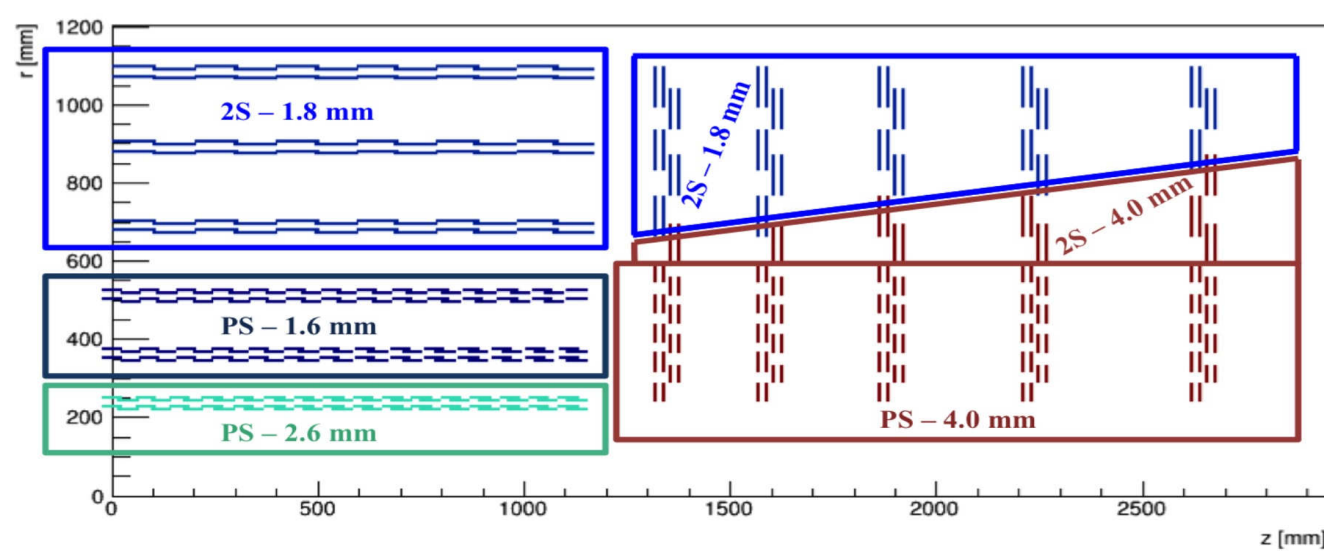 r [mm]
1200
1000
800
600
400
200
0
2S – 1.8 mm
PS – 1.6 mm
PS – 2.6 mm
2S – 1.8 mm
2S – 4.0 mm
PS – 4.0 mm
0
500
1000
1500
2000
2500
z [mm]